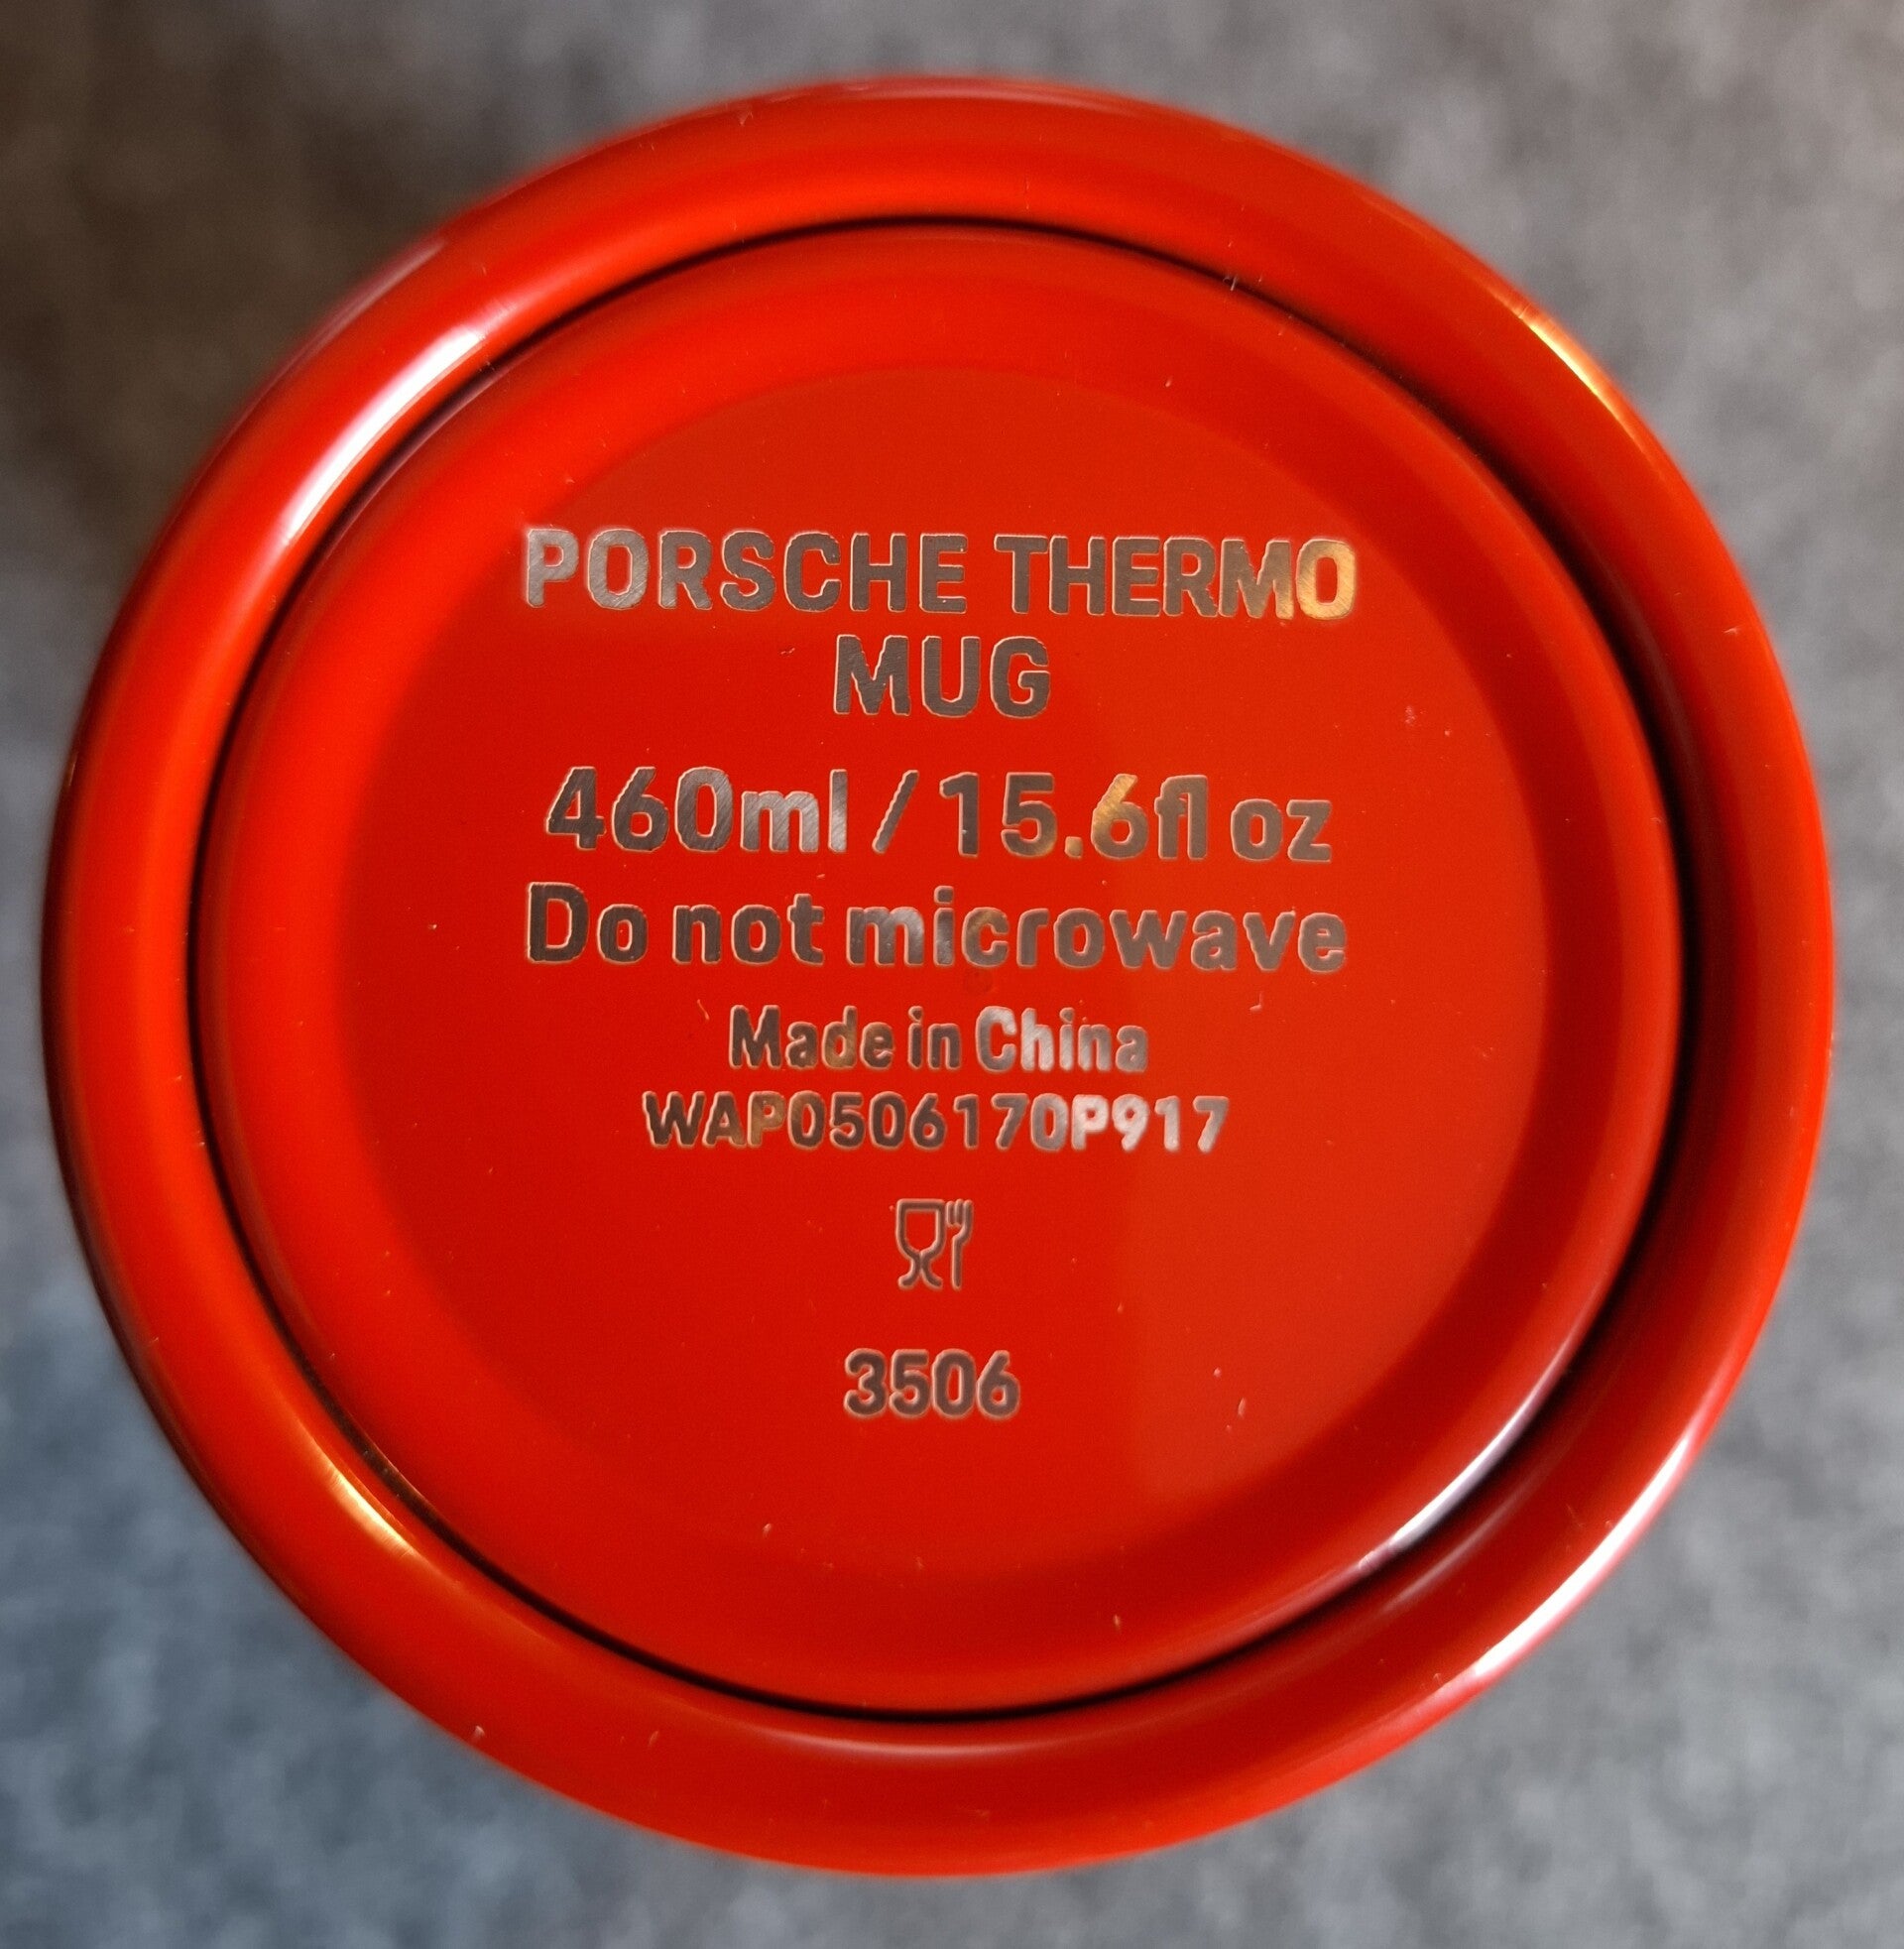 PORSCHE THERMO
MUG
460ml / 15.6fl oz
Do not microwave
Made in China
WAP0506170P917
3506